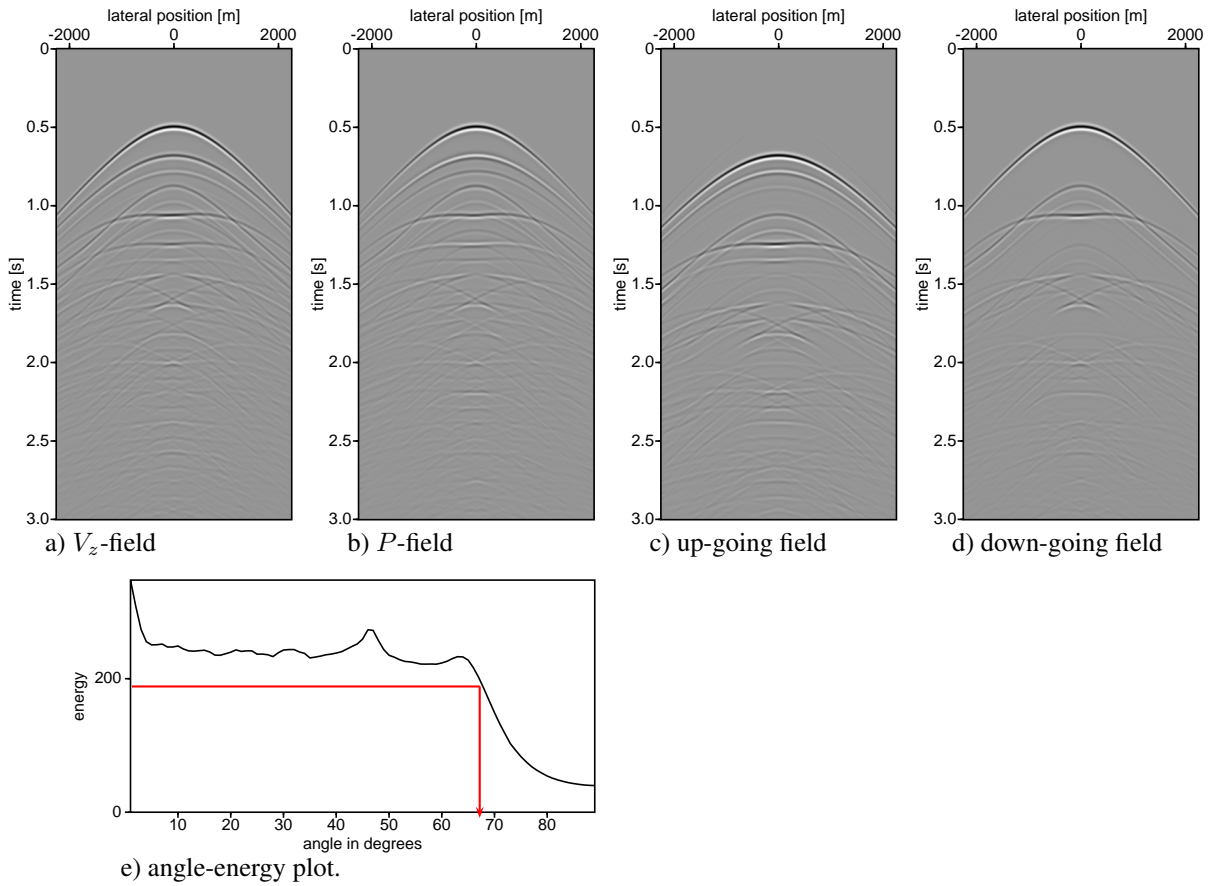 lateral position [m]
-2000 0 2000
0
0.5
1.0
1.5
2.0
2.5
3.0
time [s]
a) Vz-field
lateral position [m]
-2000 0 2000
0
0.5
1.0
1.5
2.0
2.5
3.0
time [s]
b) P-field
lateral position [m]
-2000 0 2000
0
0.5
1.0
1.5
2.0
2.5
3.0
time [s]
c) up-going field
lateral position [m]
-2000 0 2000
0
0.5
1.0
1.5
2.0
2.5
3.0
time [s]
d) down-going field
200
0
energy
10 20 30 40 50 60 70 80
angle in degrees
e) angle-energy plot.